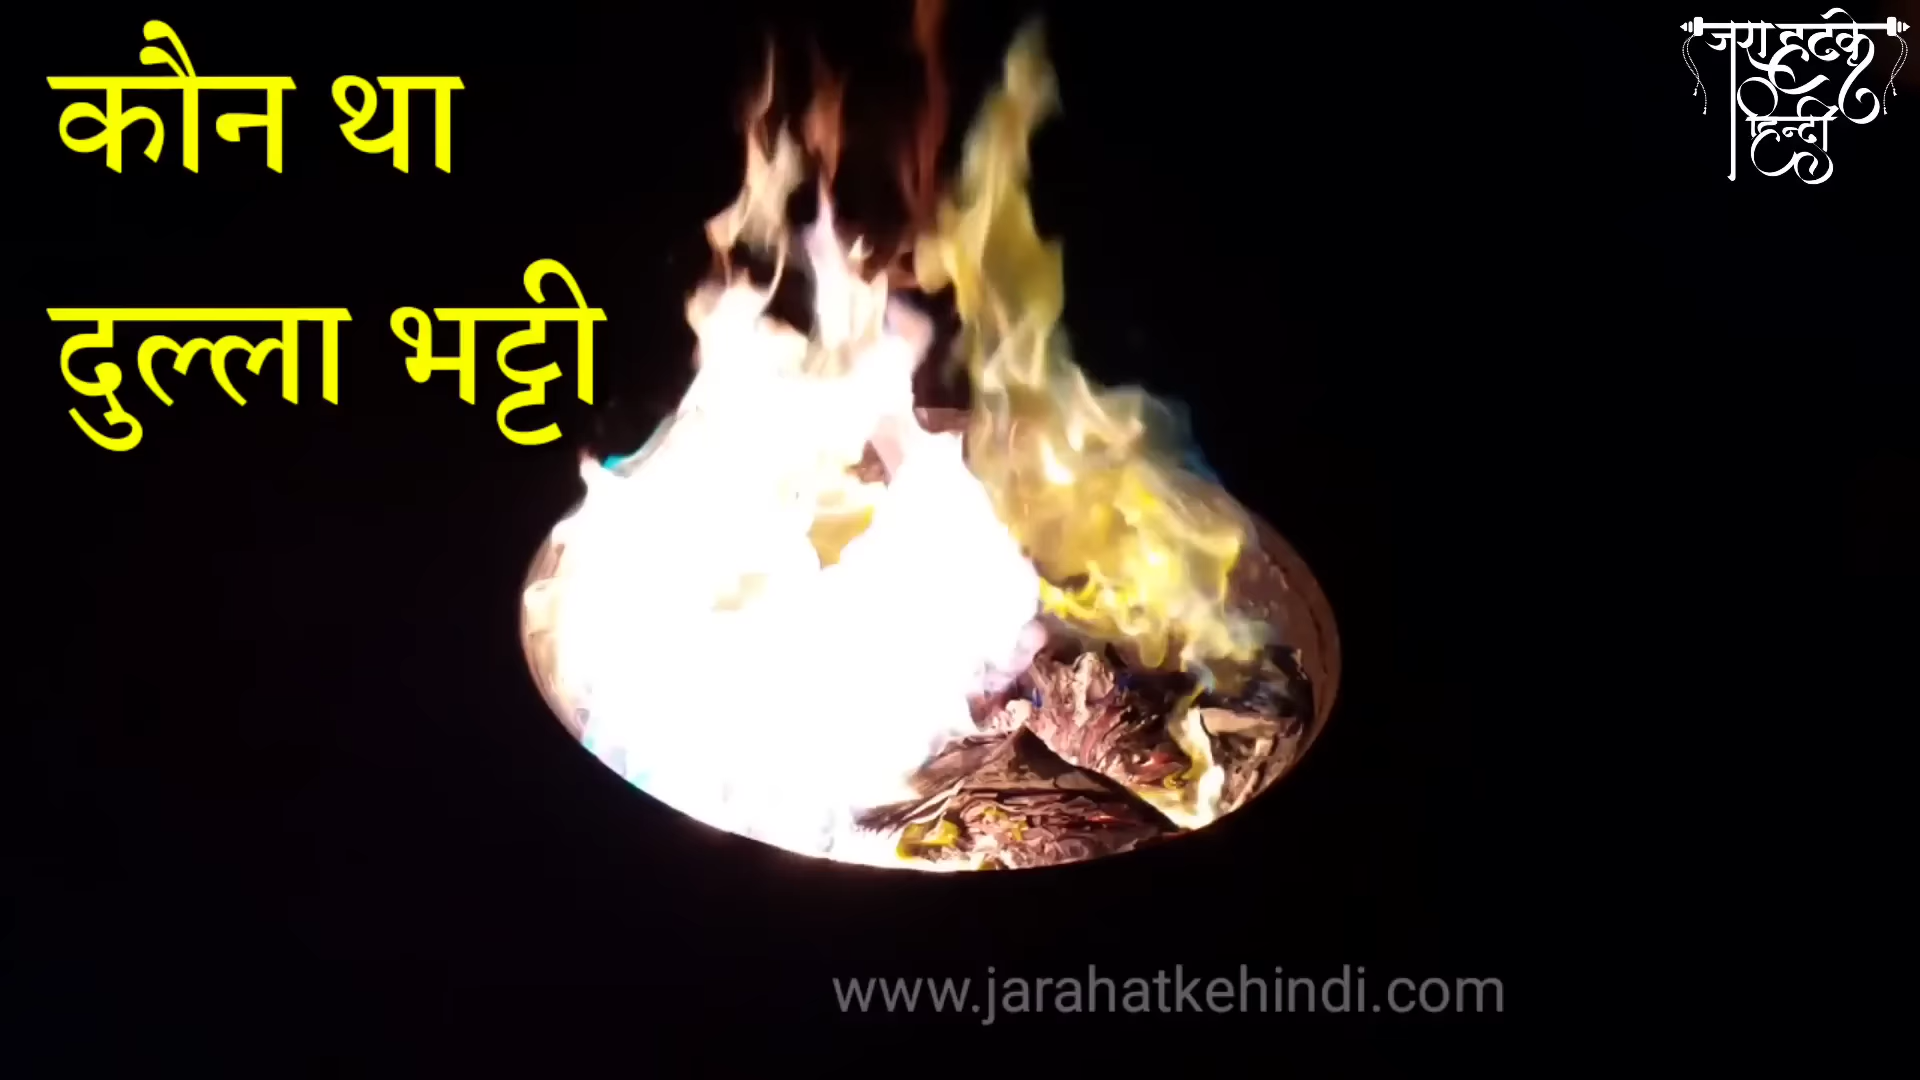 कौन था
दुल्ला भट्टी
जरा हटके
हिन्दी
www.jarahatkehindi.com